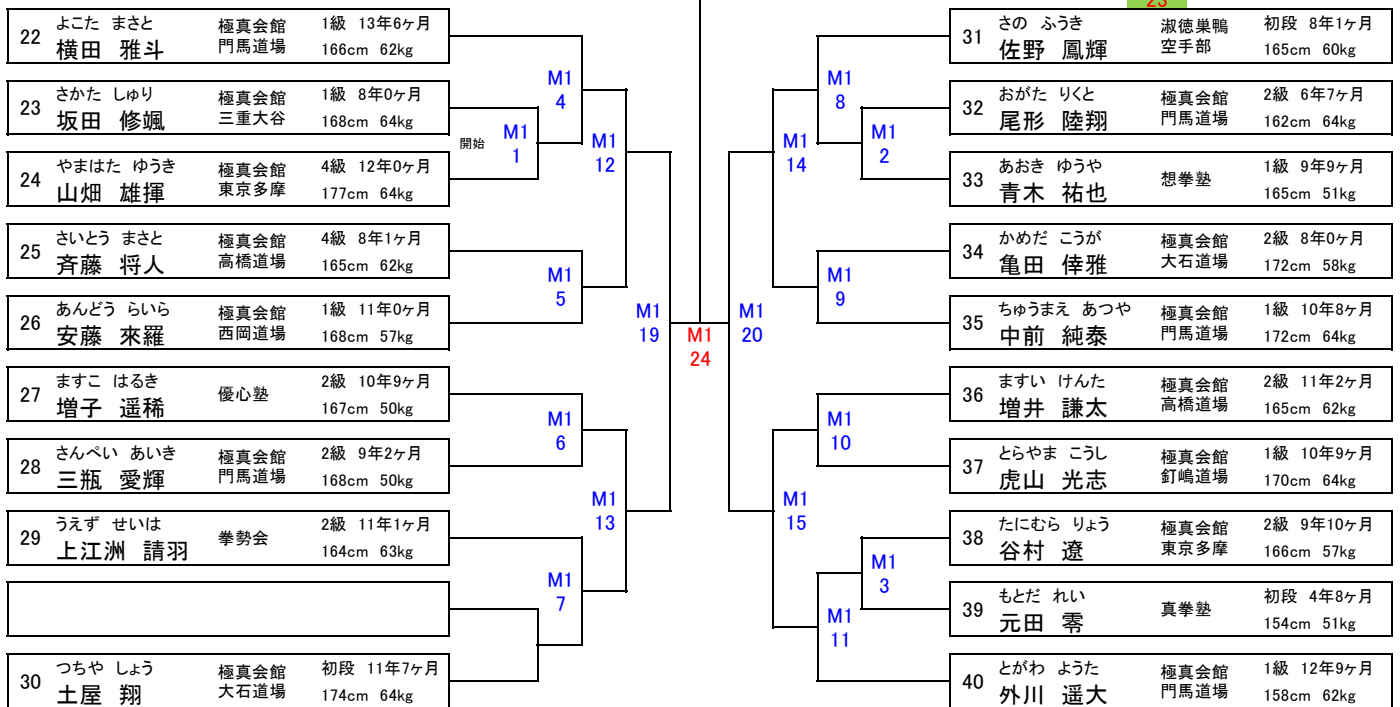 23
22 よこた まさと 極真会館 1級 13年6ヶ月
横田 雅斗 門馬道場 166cm 62kg
23 さかた しゅり 極真会館 1級 8年0ヶ月
坂田 修颯 三重大谷 168cm 64kg
24 やまはた ゆうき 極真会館 4級 12年0ヶ月
山畑 雄揮 東京多摩 177cm 64kg
25 さいとう まさと 極真会館 4級 8年1ヶ月
斉藤 将人 高橋道場 165cm 62kg
26 あんどう らいら 極真会館 1級 11年0ヶ月
安藤 來羅 西岡道場 168cm 57kg
27 ますこ はるき 優心塾 2級 10年9ヶ月
増子 遥稀 167cm 50kg
28 さんぺい あいき 極真会館 2級 9年2ヶ月
三瓶 愛輝 門馬道場 168cm 50kg
29 うえず せいは 拳勢会 2級 11年1ヶ月
上江洲 請羽 164cm 63kg
30 つちや しょう 極真会館 初段 11年7ヶ月
土屋 翔 大石道場 174cm 64kg
M1
4
開始 M1
1
M1
12
M1
5
M1
19
M1
6
M1
13
M1
7
M1
24
M1
20
M1
8
M1
2
M1
14
M1
9
M1
10
M1
15
M1
3
M1
11
31 さの ふうき 淑徳巣鴨 初段 8年1ヶ月
佐野 鳳輝 空手部 165cm 60kg
32 おがた りくと 極真会館 2級 6年7ヶ月
尾形 陸翔 門馬道場 162cm 64kg
33 あおき ゆうや 想拳塾 1級 9年9ヶ月
青木 祐也 165cm 51kg
34 かめだ こうが 極真会館 2級 8年0ヶ月
亀田 倖雅 大石道場 172cm 58kg
35 ちゅうまえ あつや 極真会館 1級 10年8ヶ月
中前 純泰 門馬道場 172cm 64kg
36 ますい けんた 極真会館 2級 11年2ヶ月
増井 謙太 高橋道場 165cm 62kg
37 とらやま こうし 極真会館 1級 10年9ヶ月
虎山 光志 釘嶋道場 170cm 64kg
38 たにむら りょう 極真会館 2級 9年10ヶ月
谷村 遼 東京多摩 166cm 57kg
39 もとだ れい 真拳塾 初段 4年8ヶ月
元田 零 154cm 51kg
40 とがわ ようた 極真会館 1級 12年9ヶ月
外川 遥大 門馬道場 158cm 62kg